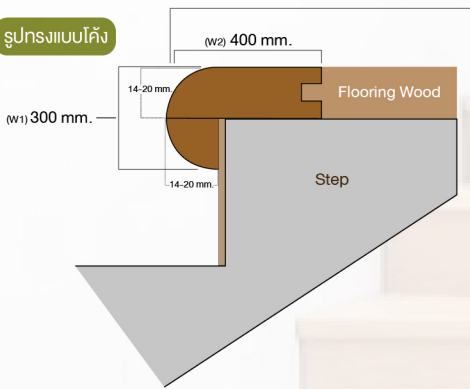 รูปทรงแบบโค้ง
(W2) 400 mm.
14-20 mm.
Flooring Wood
(W1) 300 mm.
14-20 mm.
Step